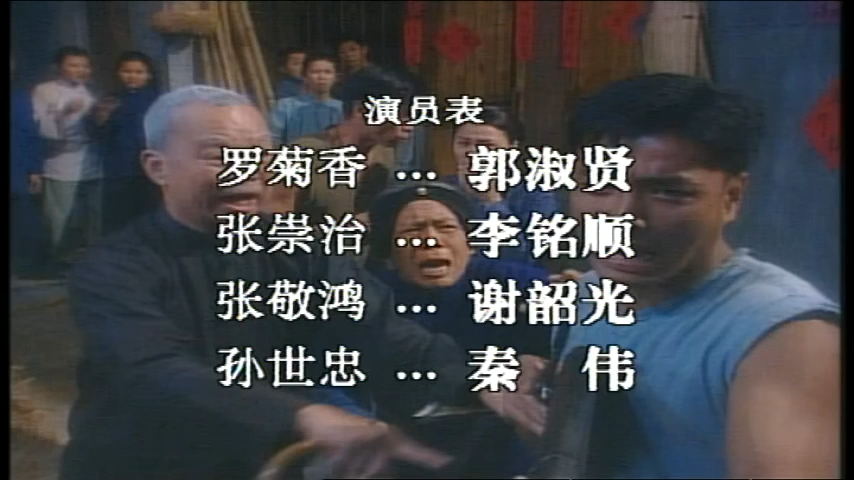 演员表
罗菊香 … 郭淑贤
张崇治 … 李铭顺
张敬鸿 … 谢韶光
孙世忠 … 秦　伟